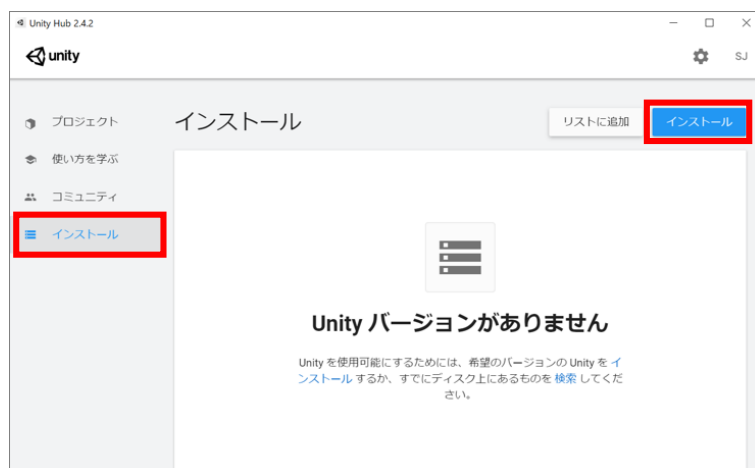 Unity Hub 2.4.2
unity
SJ
プロジェクト
使い方を学ぶ
コミュニティ
インストール
インストール
リストに追加
インストール
Unity バージョンがありません
Unity を使用可能にするためには、希望のバージョンの Unity を イ
ンストール するか、すでにディスク上にあるものを 検索 してくだ
さい。